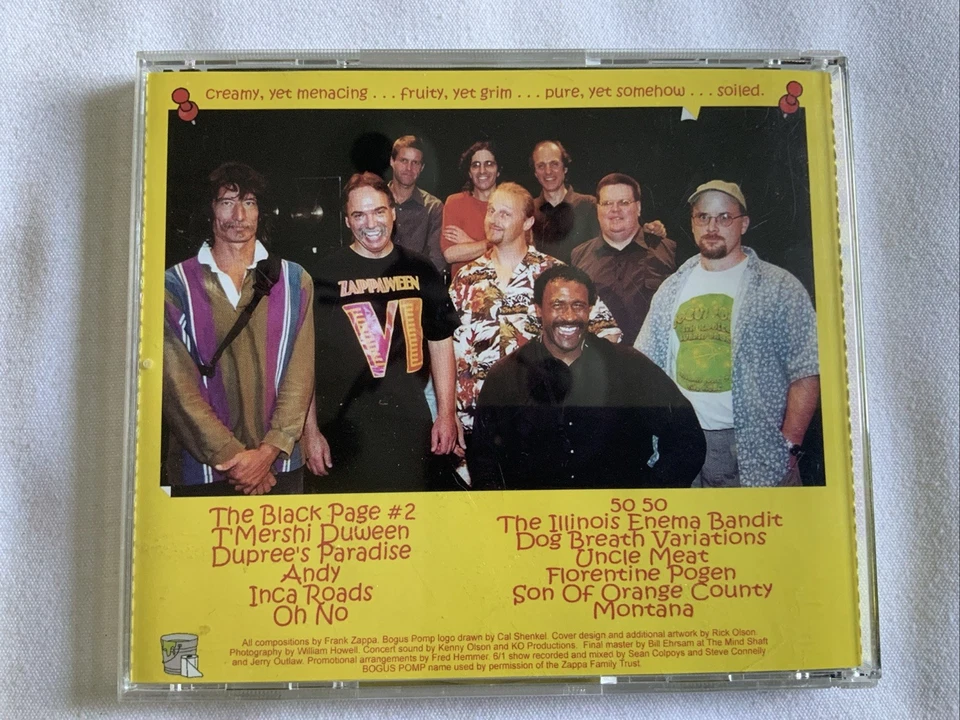 creamy, yet menacing . . . fruity, yet grim . . . pure, yet somehow . . . soiled.
ZAPPAWEEN
VI
The Black Page #2
T'Mershi Duween
Dupree's Paradise
Andy
Inca Roads
Oh No
50 50
The Illinois Enema Bandit
Dog Breath Variations
Uncle Meat
Florentine Pogen
Son Of Orange County
Montana
All compositions by Frank Zappa. Bogus Pomp logo drawn by Cal Shenkel. Cover design and additional artwork by Rick Olson.
Photography by William Howell. Concert sound by Kenny Olson and KO Productions. Final master by Bill Ehrsam at The Mind Shaft
and Jerry Outlaw. Promotional arrangements by Fred Hemmer. 6/1 show recorded and mixed by Sean Colpoys and Steve Connelly
BOGUS POMP name used by permission of the Zappa Family Trust.